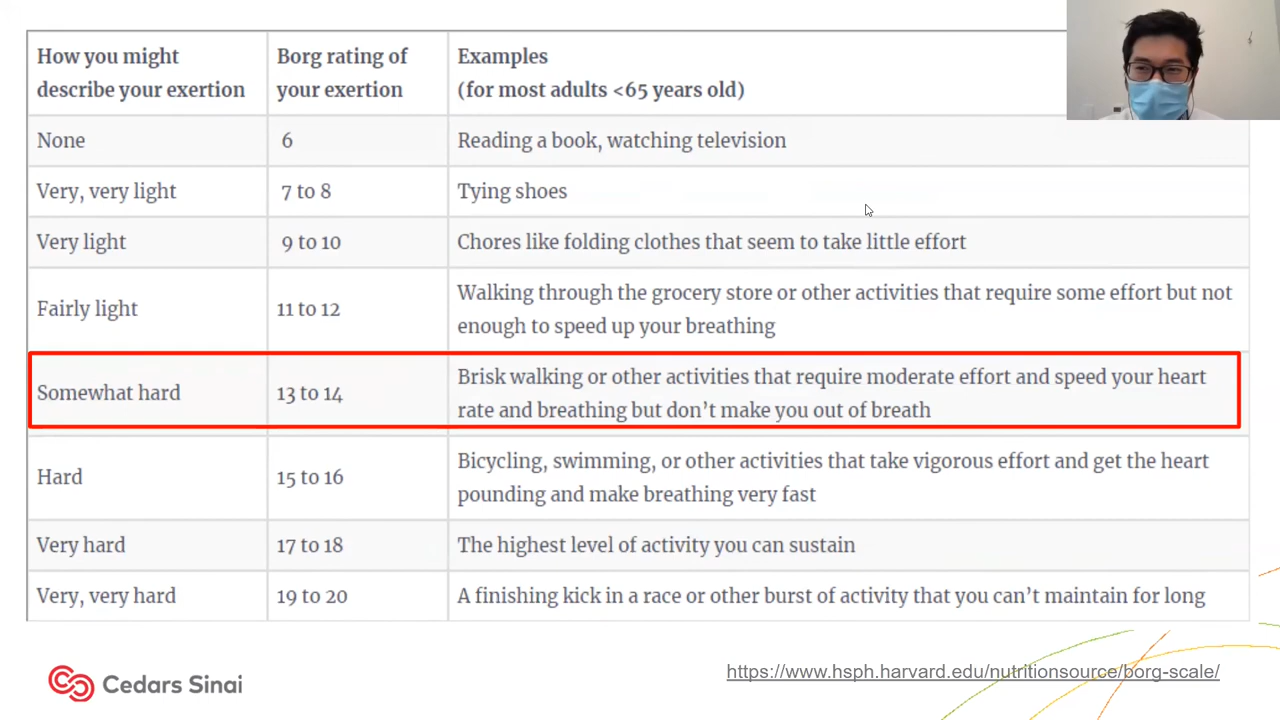 How you might
describe your exertion
Borg rating of
your exertion
Examples
(for most adults <65 years old)
None
6
Reading a book, watching television
Very, very light
7 to 8
Tying shoes
Very light
9 to 10
Chores like folding clothes that seem to take little effort
Fairly light
11 to 12
Walking through the grocery store or other activities that require some effort but not
enough to speed up your breathing
Somewhat hard
13 to 14
Brisk walking or other activities that require moderate effort and speed your heart
rate and breathing but don’t make you out of breath
Hard
15 to 16
Bicycling, swimming, or other activities that take vigorous effort and get the heart
pounding and make breathing very fast
Very hard
17 to 18
The highest level of activity you can sustain
Very, very hard
19 to 20
A finishing kick in a race or other burst of activity that you can’t maintain for long
Cedars Sinai
https://www.hsph.harvard.edu/nutritionsource/borg-scale/